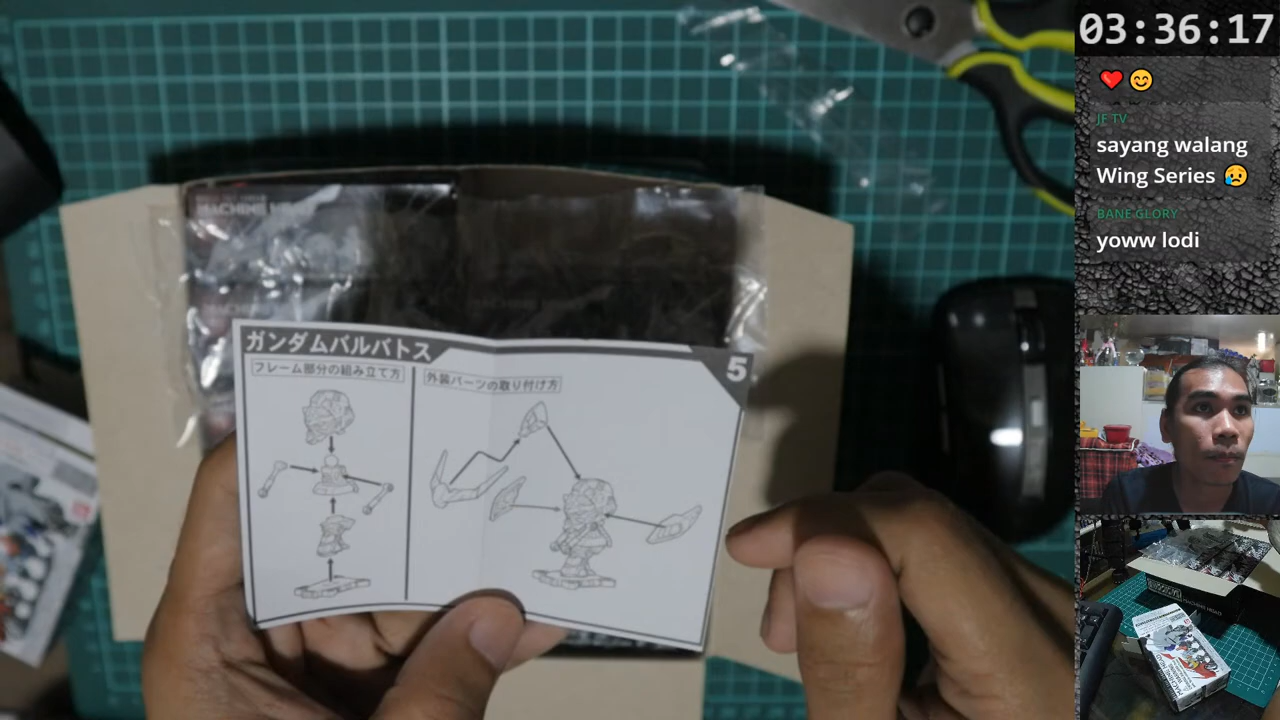 03:36:17
❤️😊
JF TV
sayang walang
Wing Series 😥
BANE GLORY
yoww lodi
MACHINE HEAD
ガンダムバルバトス
5
フレーム部分の組み立て方
外装パーツの取り付け方